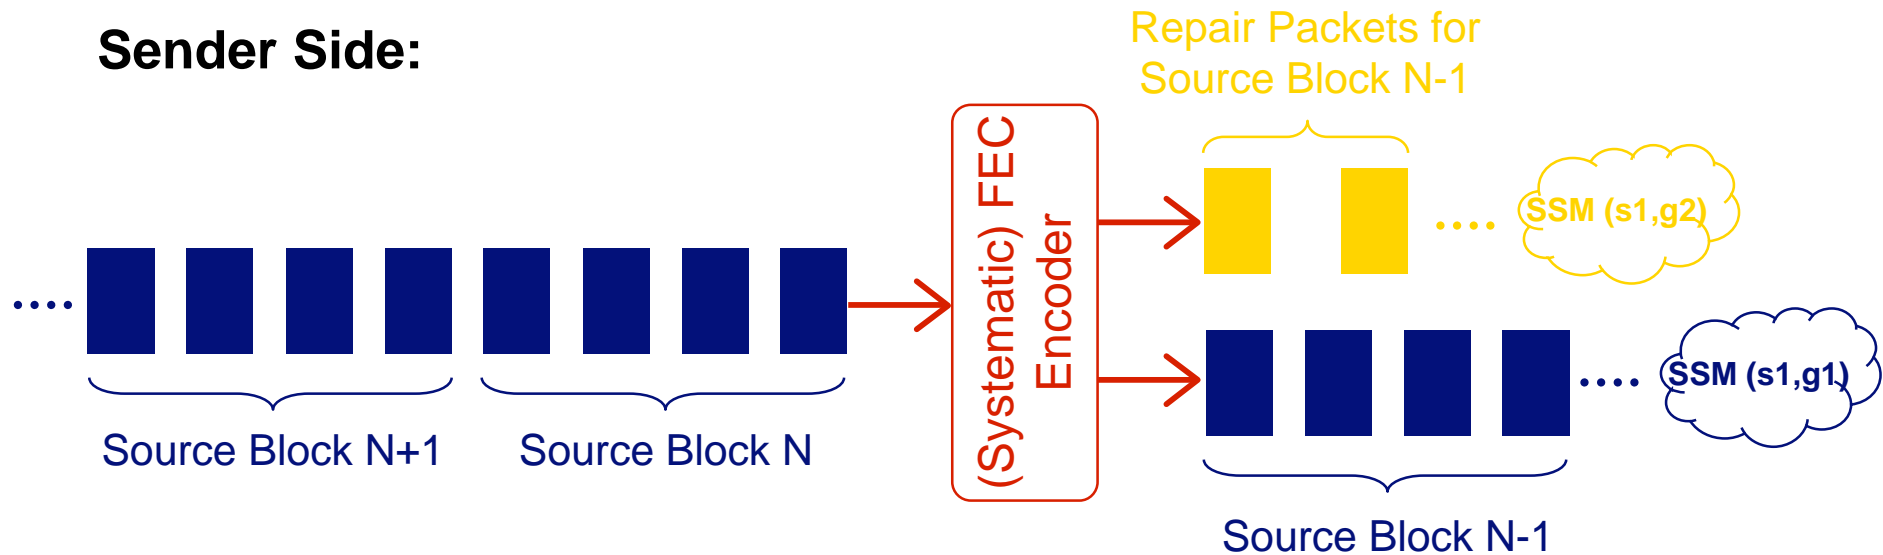 Sender Side:
Repair Packets for
Source Block N-1
SSM (s1,g2)
(Systematic) FEC
Encoder
SSM (s1,g1)
Source Block N+1
Source Block N
Source Block N-1